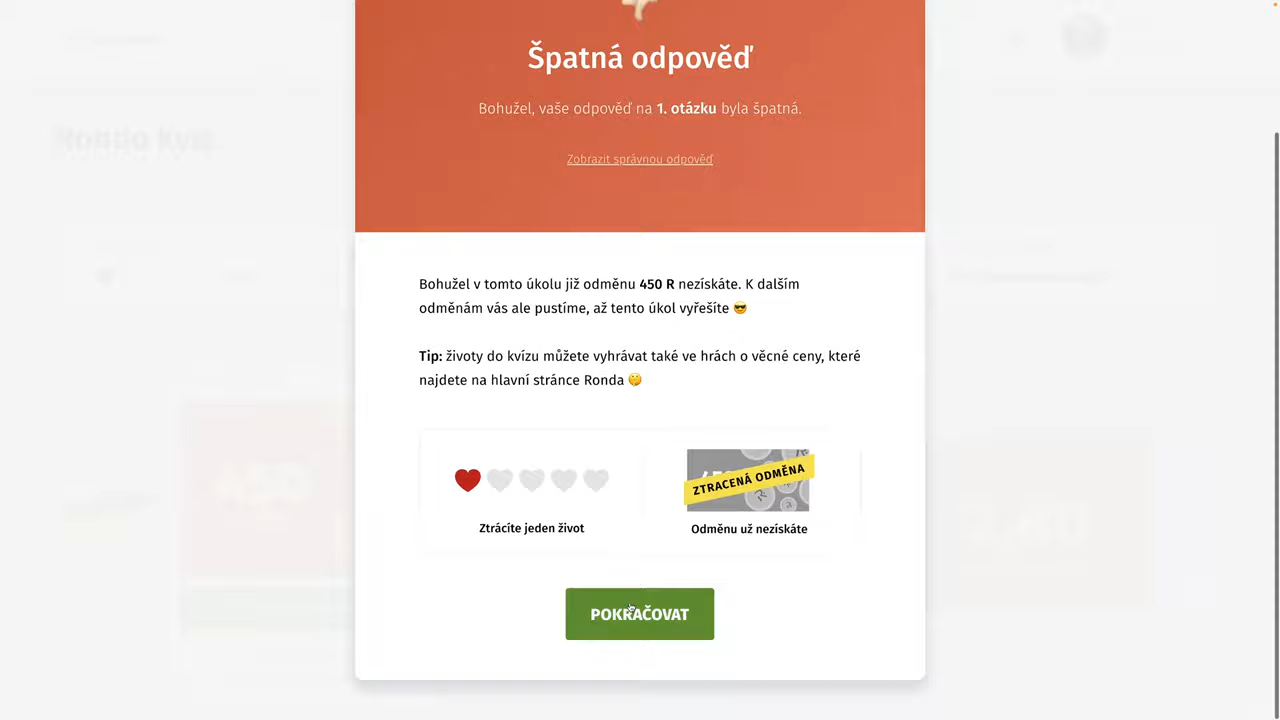 Špatná odpověď
Bohužel, vaše odpověď na 1. otázku byla špatná.
Zobrazit správnou odpověď
Bohužel v tomto úkolu již odměnu 450 R nezískáte. K dalším
odměnám vás ale pustíme, až tento úkol vyřešíte 😎
Tip: životy do kvízu můžete vyhrávat také ve hrách o věcné ceny, které
najdete na hlavní stránce Ronda 🤭
ZTRACENÁ ODMĚNA
Ztrácíte jeden život
Odměnu už nezískáte
POKRAČOVAT